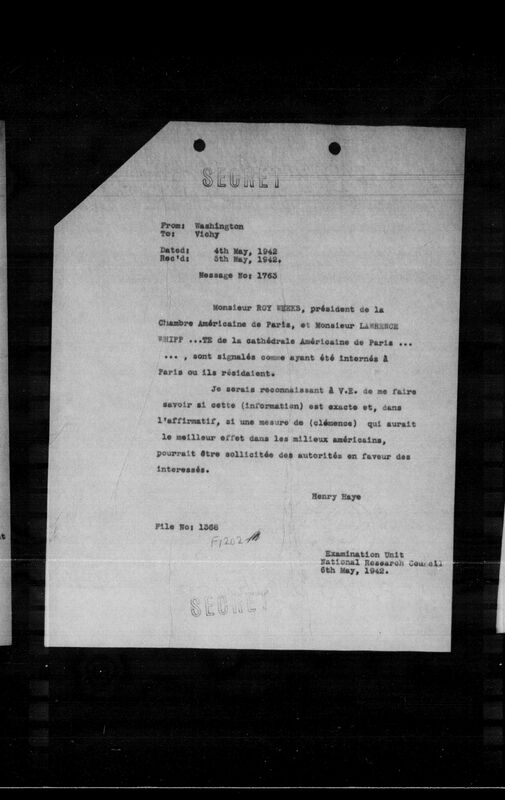 SECRET
From: Washington
To: Vichy
Dated: 4th May, 1942
Rec'd: 5th May, 1942.
Message No: 1763
Monsieur ROY WEEKS, président de la
Chambre Américaine de Paris, et Monsieur LAWRENCE
WHIPP ...TE de la cathédrale Américaine de Paris ...
... , sont signalés comme ayant été internés à
Paris ou ils résidaient.
Je serais reconnaissant à V.E. de me faire
savoir si cette (information) est exacte et, dans
l'affirmatif, si une mesure de (clémence) qui aurait
le meilleur effet dans les milieux américains,
pourrait être sollicitée des autorités en faveur des
interessés.
Henry Haye
File No: 1368
F1202
Examination Unit
National Research Council
6th May, 1942.
SECRET